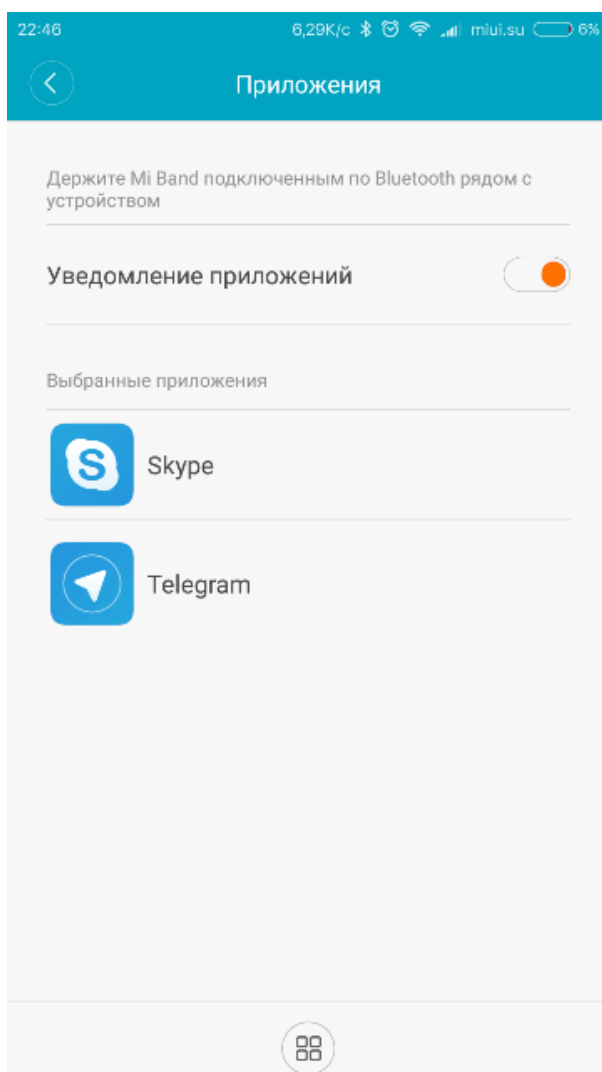 22:46 6,29K/c miui.su 6%
Приложения
Держите Mi Band подключенным по Bluetooth рядом с
устройством
Уведомление приложений
Выбранные приложения
Skype
Telegram